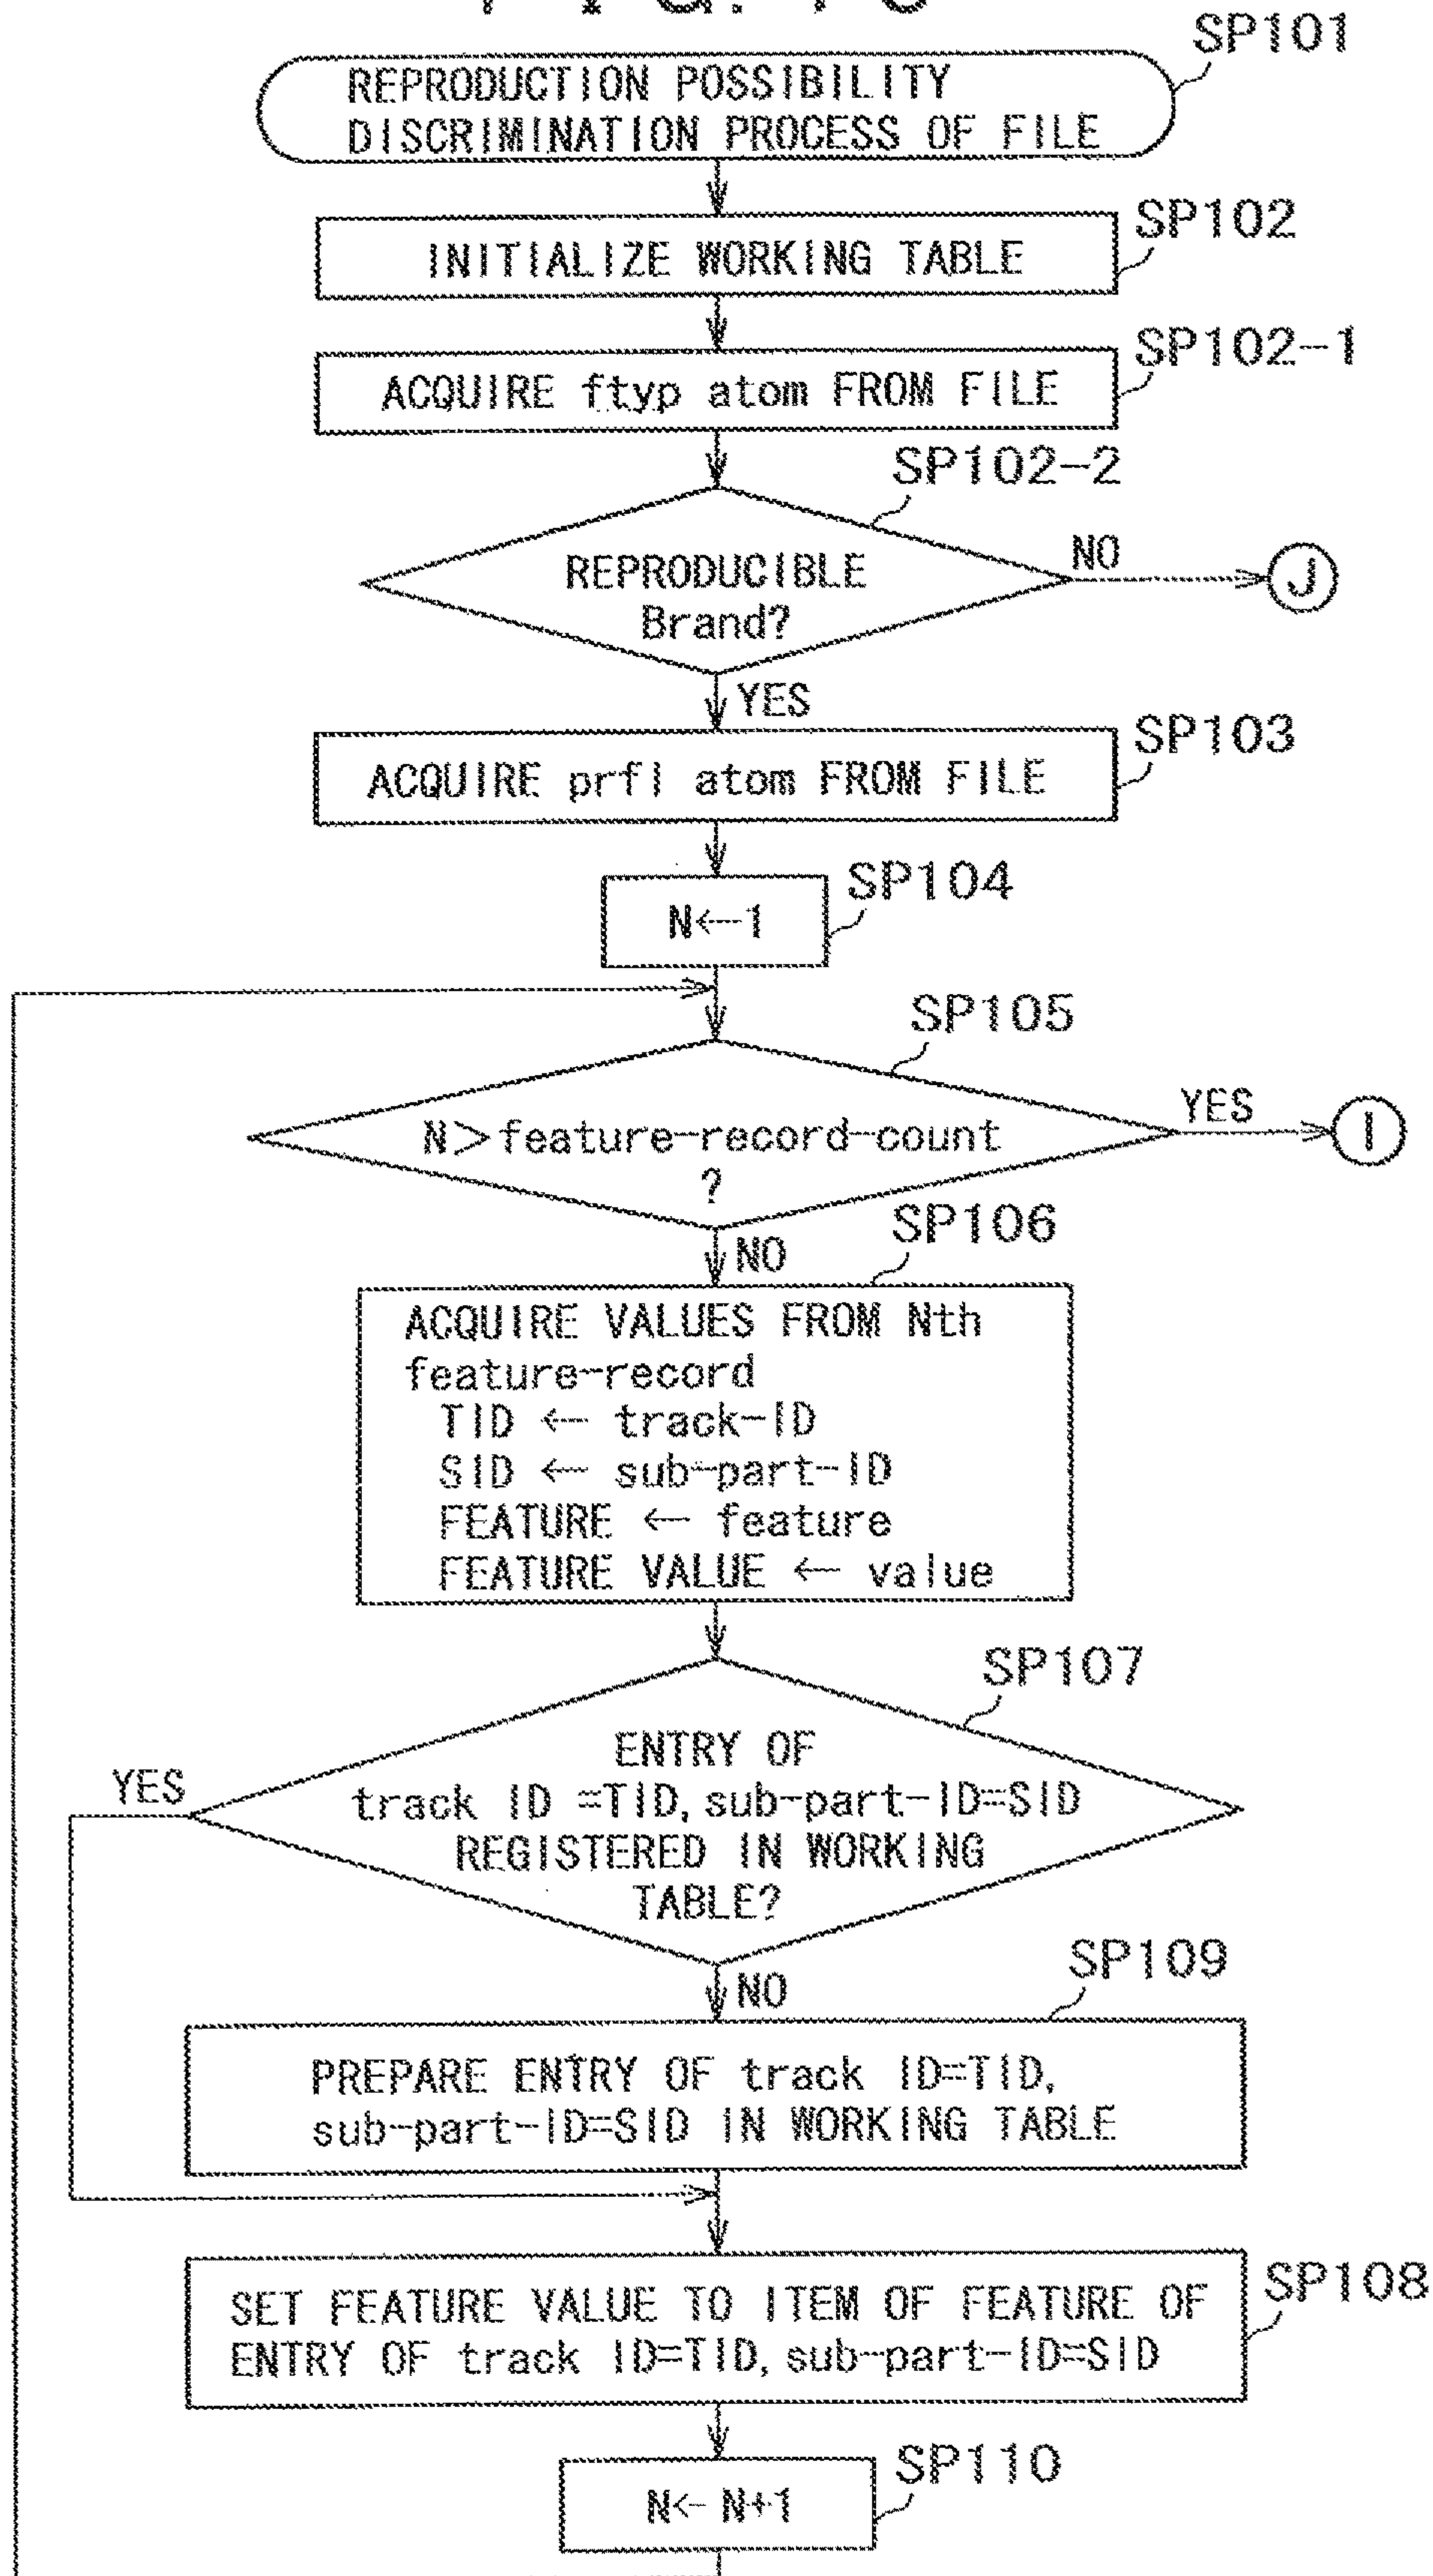 SP101
REPRODUCTION POSSIBILITY
DISCRIMINATION PROCESS OF FILE
SP102
INITIALIZE WORKING TABLE
SP102-1
ACQUIRE ftyp atom FROM FILE
SP102-2
REPRODUCIBLE
Brand?
NO
J
YES
SP103
ACQUIRE prfl atom FROM FILE
SP104
N←1
SP105
N>feature-record-count
?
YES
I
NO
SP106
ACQUIRE VALUES FROM Nth
feature-record
TID ← track-ID
SID ← sub-part-ID
FEATURE ← feature
FEATURE VALUE ← value
SP107
ENTRY OF
track ID =TID, sub-part-ID=SID
REGISTERED IN WORKING
TABLE?
YES
NO
SP109
PREPARE ENTRY OF track ID=TID,
sub-part-ID=SID IN WORKING TABLE
SP108
SET FEATURE VALUE TO ITEM OF FEATURE OF
ENTRY OF track ID=TID, sub-part-ID=SID
SP110
N← N+1